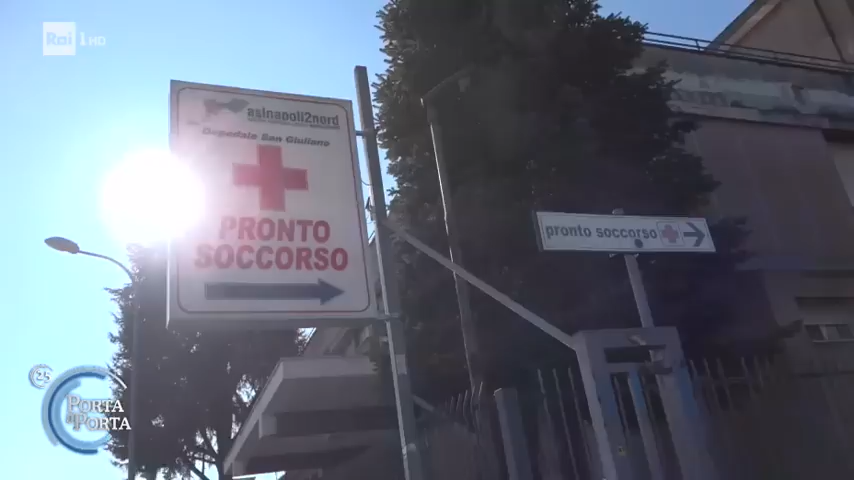 Rai 1 HD
aslnapoli2nord
Ospedale San Giuliano
PRONTO
SOCCORSO
pronto soccorso
25
PORTA
A
PORTA